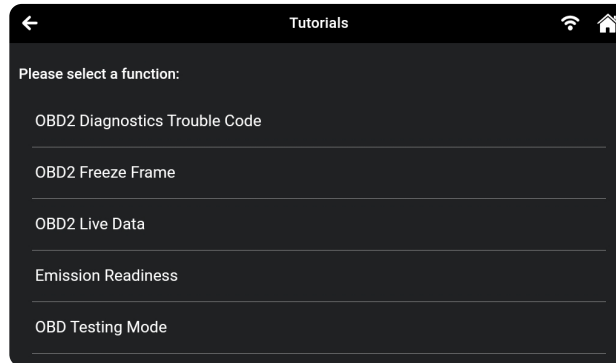 Tutorials
Please select a function:
OBD2 Diagnostics Trouble Code
OBD2 Freeze Frame
OBD2 Live Data
Emission Readiness
OBD Testing Mode